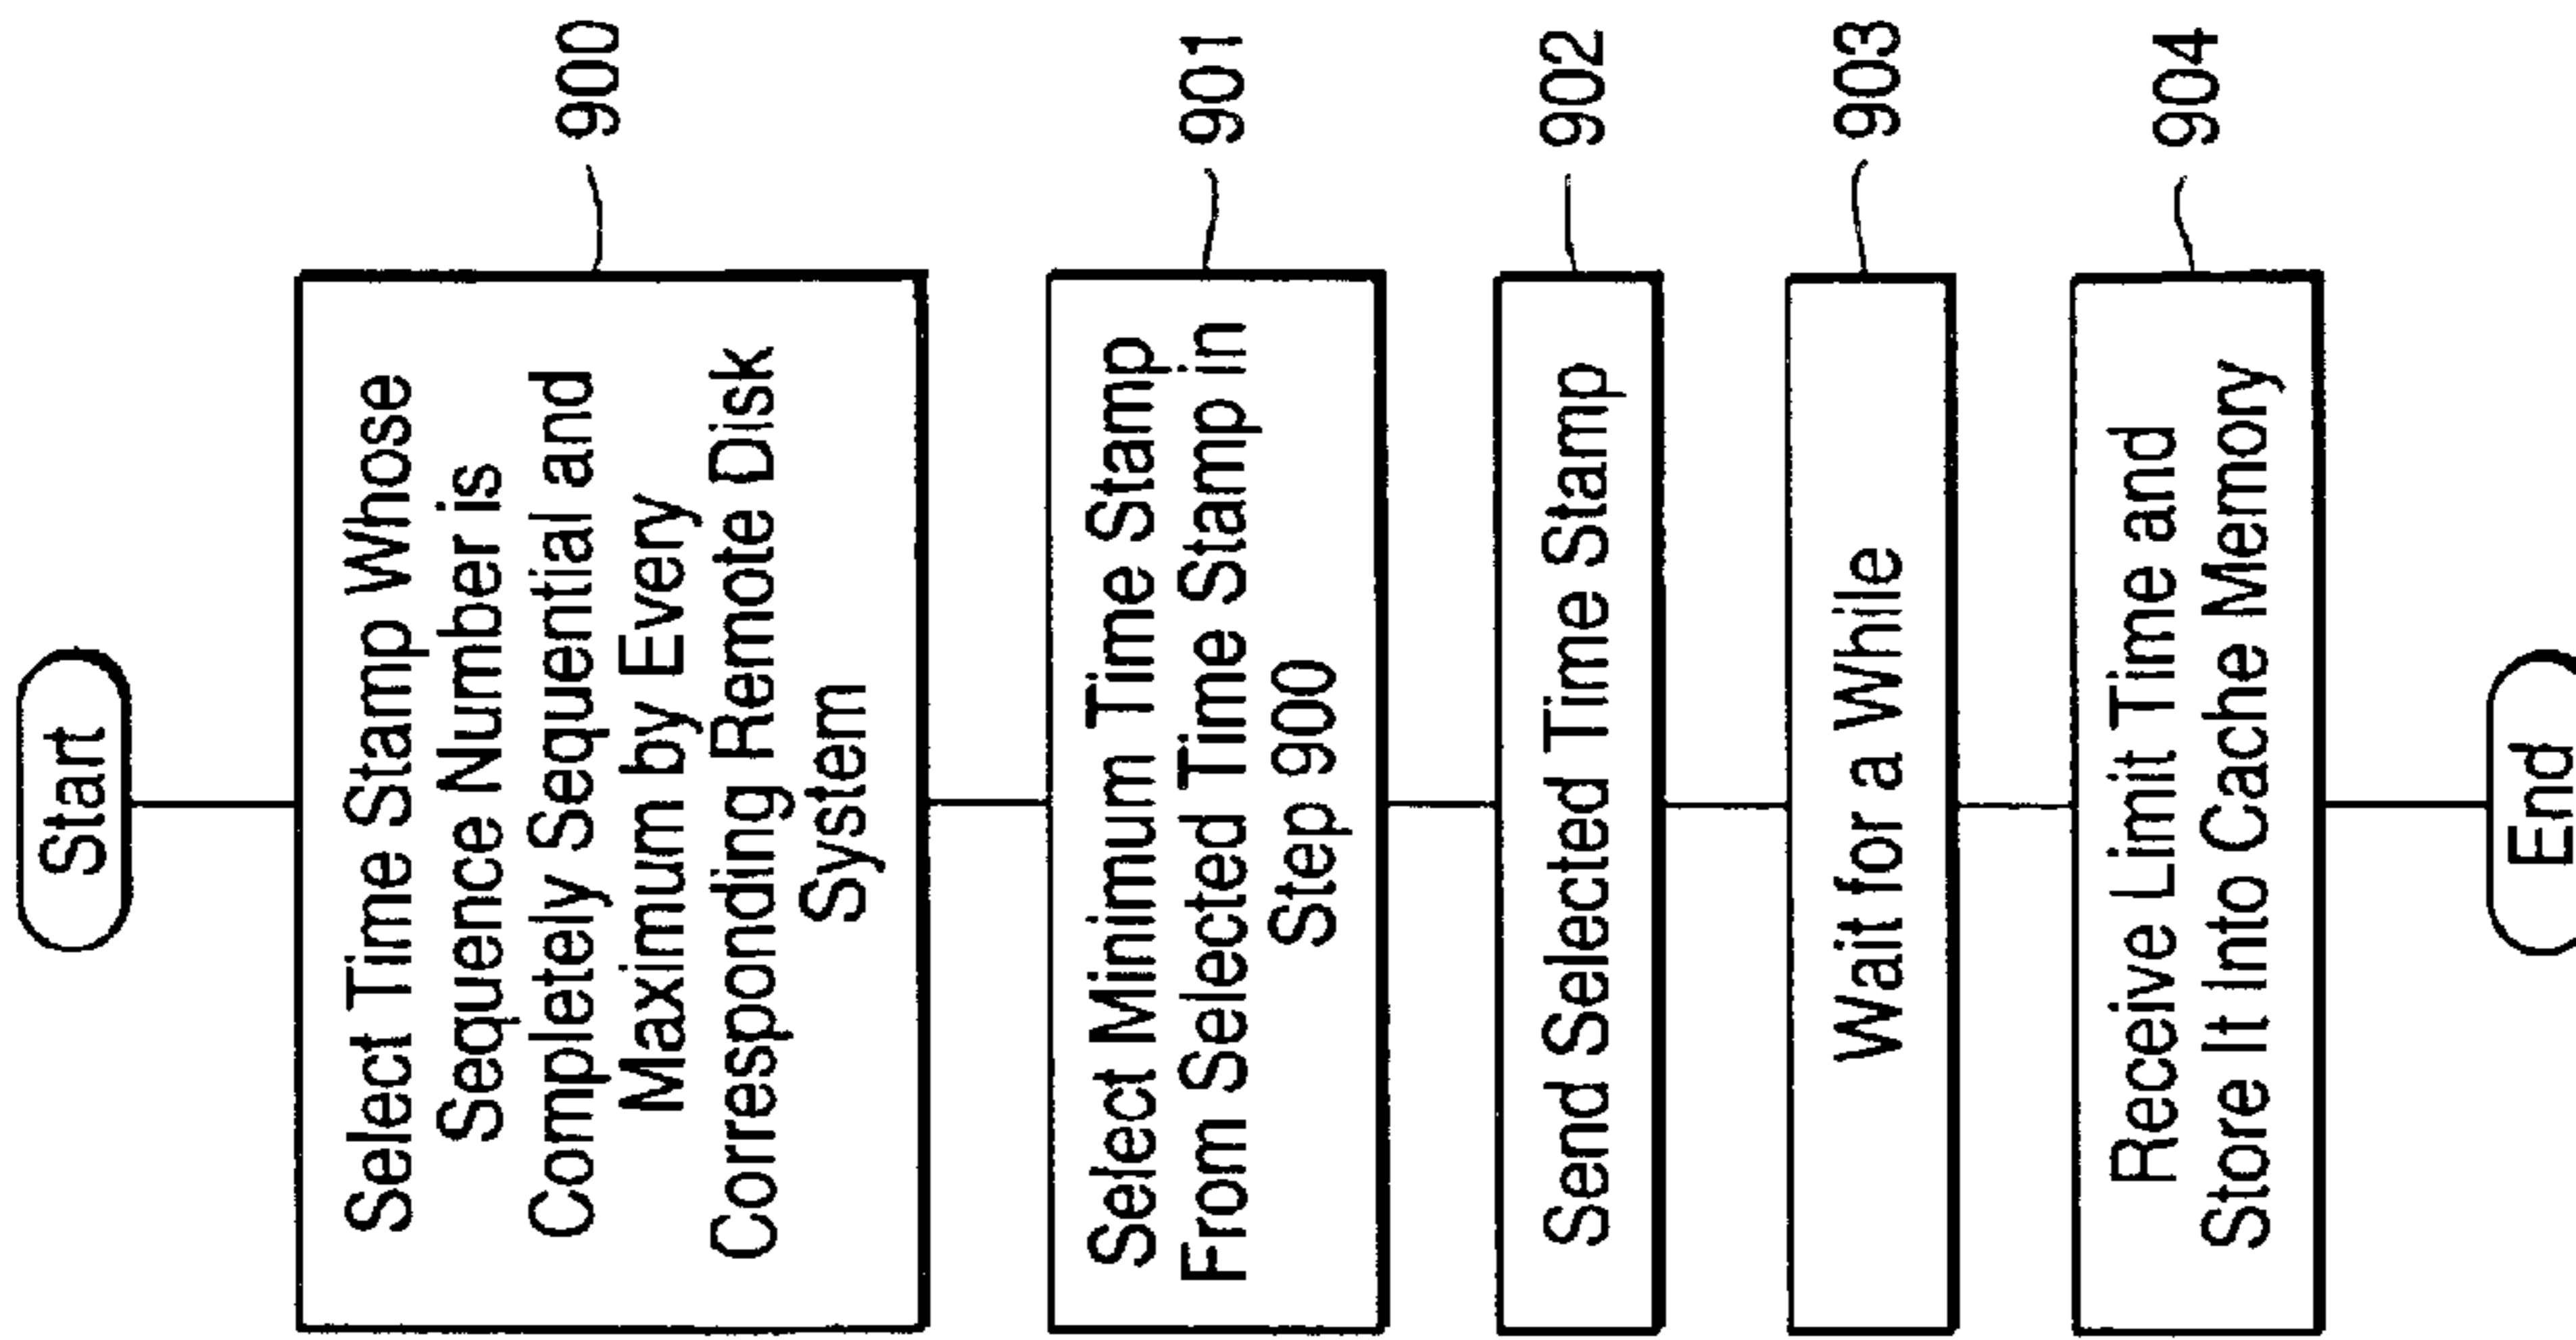 Start
Select Time Stamp Whose
Sequence Number is
Completely Sequential and
Maximum by Every
Corresponding Remote Disk
System
900
Select Minimum Time Stamp
From Selected Time Stamp in
Step 900
901
Send Selected Time Stamp
902
Wait for a While
903
Receive Limit Time and
Store It Into Cache Memory
904
End